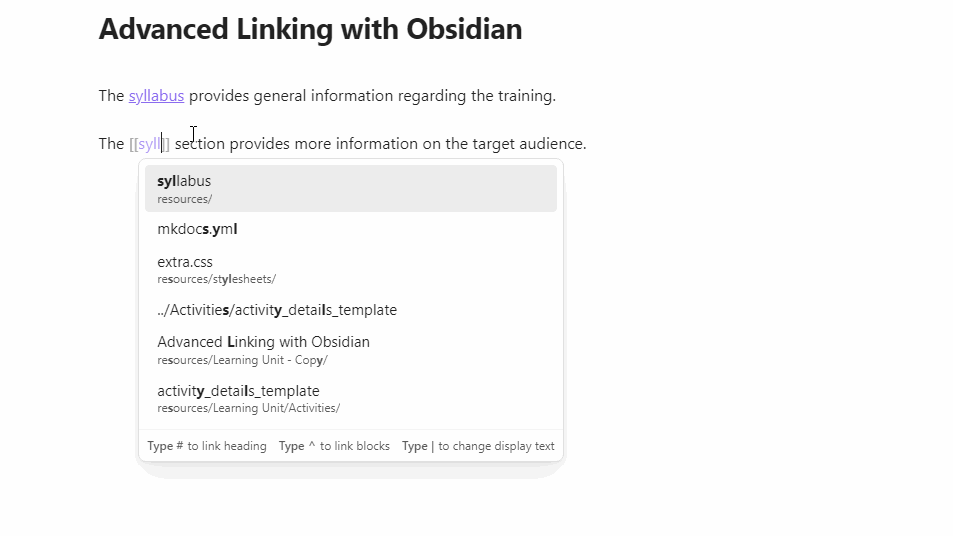 Advanced Linking with Obsidian
The syllabus provides general information regarding the training.
The [[syll]] section provides more information on the target audience.
syllabus
resources/
mkdocs.yml
extra.css
resources/stylesheets/
../Activities/activity_details_template
Advanced Linking with Obsidian
resources/Learning Unit - Copy/
activity_details_template
resources/Learning Unit/Activities/
Type # to link heading Type ^ to link blocks Type | to change display text